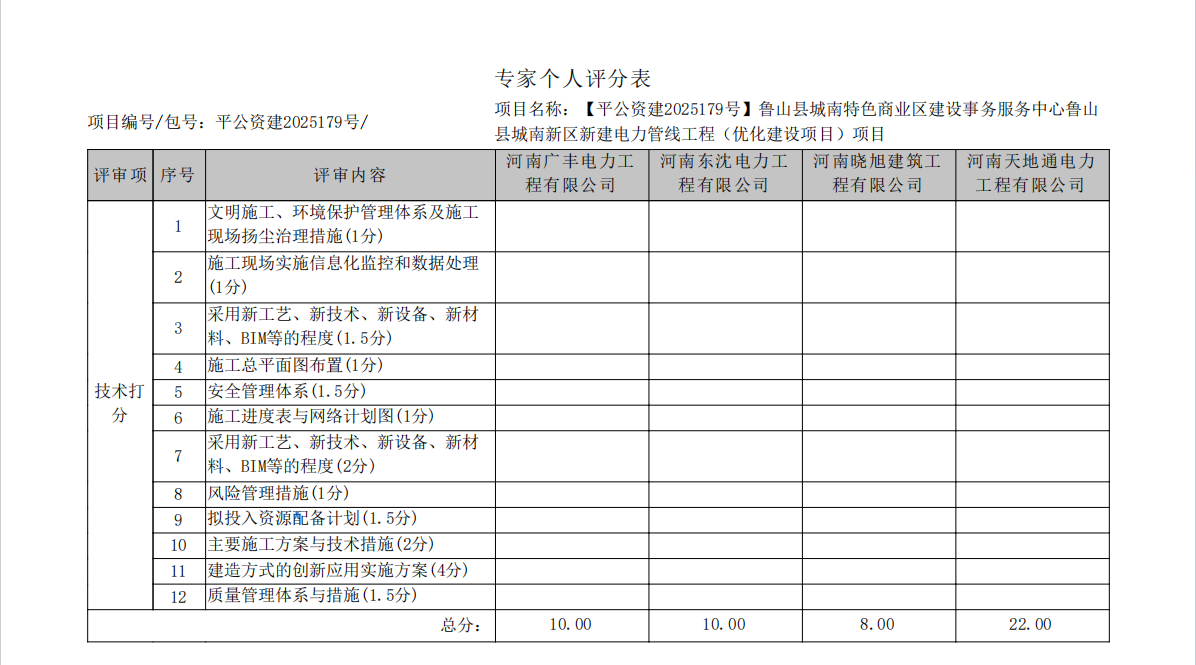 专家个人评分表
项目编号/包号：平公资建2025179号/
项目名称：【平公资建2025179号】鲁山县城南特色商业区建设事务服务中心鲁山
县城南新区新建电力管线工程（优化建设项目）项目
评审项 序号 评审内容 河南广丰电力工 河南东沈电力工 河南晓旭建筑工 河南天地通电力
程有限公司 程有限公司 程有限公司 工程有限公司
技术打
分
1 文明施工、环境保护管理体系及施工
现场扬尘治理措施(1分)
2 施工现场实施信息化监控和数据处理
(1分)
3 采用新工艺、新技术、新设备、新材
料、BIM等的程度(1.5分)
4 施工总平面图布置(1分)
5 安全管理体系(1.5分)
6 施工进度表与网络计划图(1分)
7 采用新工艺、新技术、新设备、新材
料、BIM等的程度(2分)
8 风险管理措施(1分)
9 拟投入资源配备计划(1.5分)
10 主要施工方案与技术措施(2分)
11 建造方式的创新应用实施方案(4分)
12 质量管理体系与措施(1.5分)
总分： 10.00 10.00 8.00 22.00